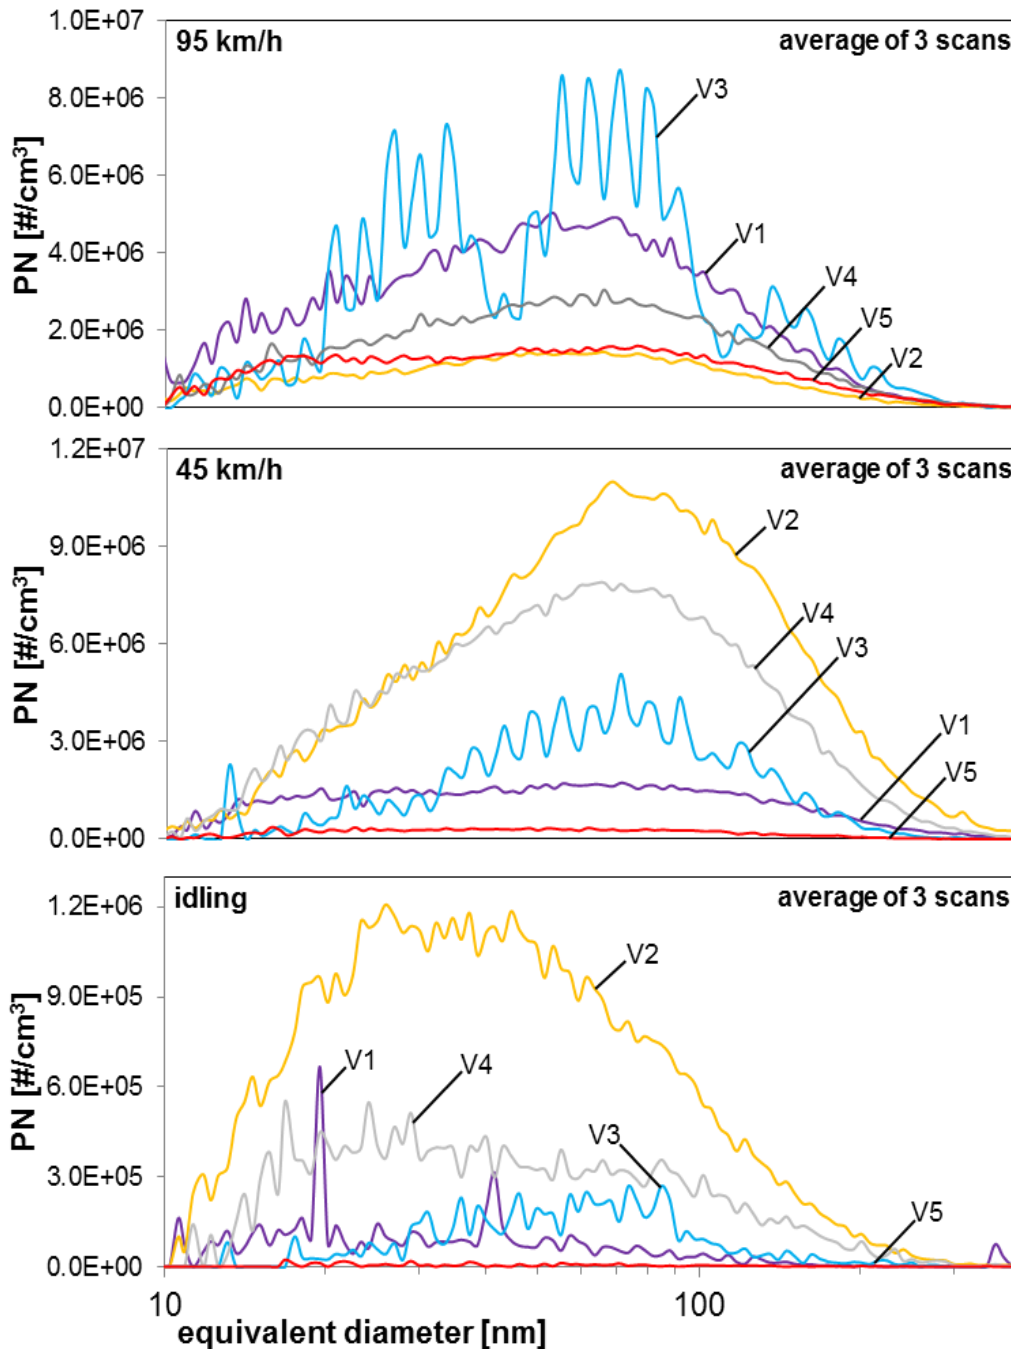 95 km/h average of 3 scans
PN [#/cm³]
1.0E+07
8.0E+06
6.0E+06
4.0E+06
2.0E+06
0.0E+00
V3
V1
V4
V5
V2
45 km/h average of 3 scans
PN [#/cm³]
1.2E+07
9.0E+06
6.0E+06
3.0E+06
0.0E+00
V2
V4
V3
V1
V5
idling average of 3 scans
PN [#/cm³]
1.2E+06
9.0E+05
6.0E+05
3.0E+05
0.0E+00
V2
V1
V4
V3
V5
10 100
equivalent diameter [nm]